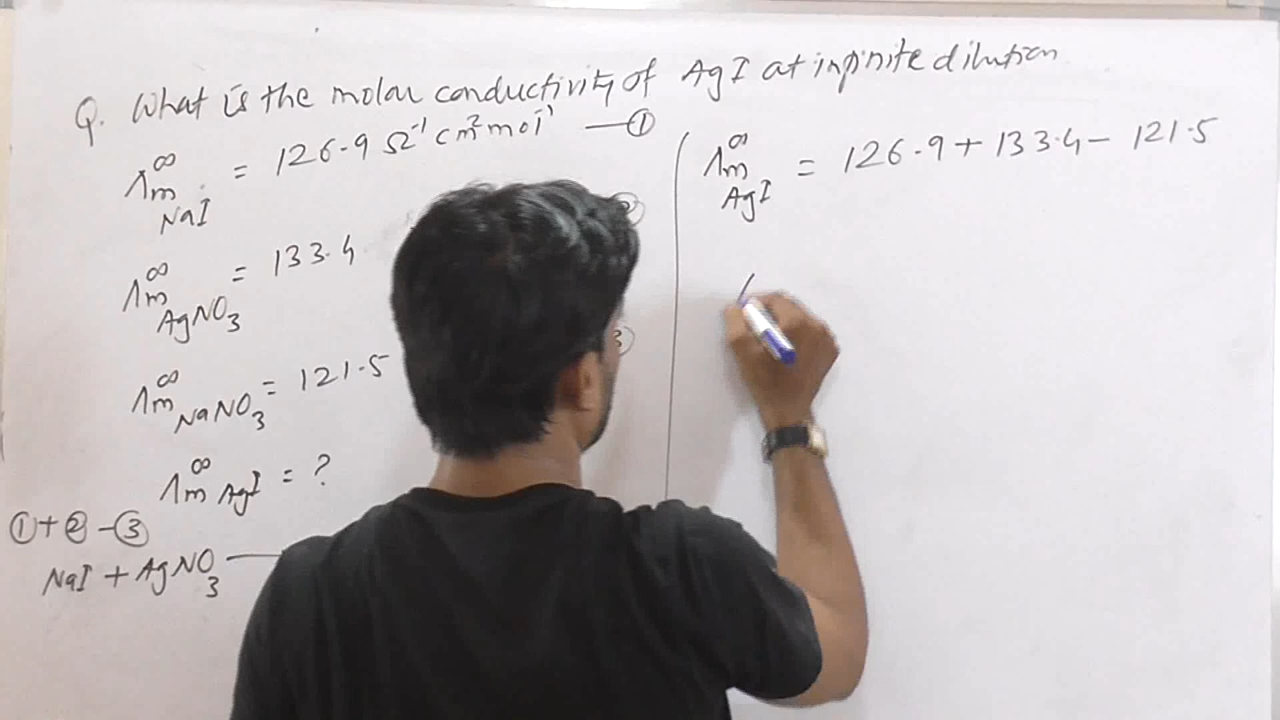 Q. What is the molar conductivity of AgI at infinite dilution
Λm∞ NaI = 126.9 Ω⁻¹ cm² mol⁻¹ — ①
Λm∞ AgNO₃ = 133.4
Λm∞ NaNO₃ = 121.5
Λm∞ AgI = ?
① + ② - ③
NaI + AgNO₃ —
Λm∞ AgI = 126.9 + 133.4 - 121.5